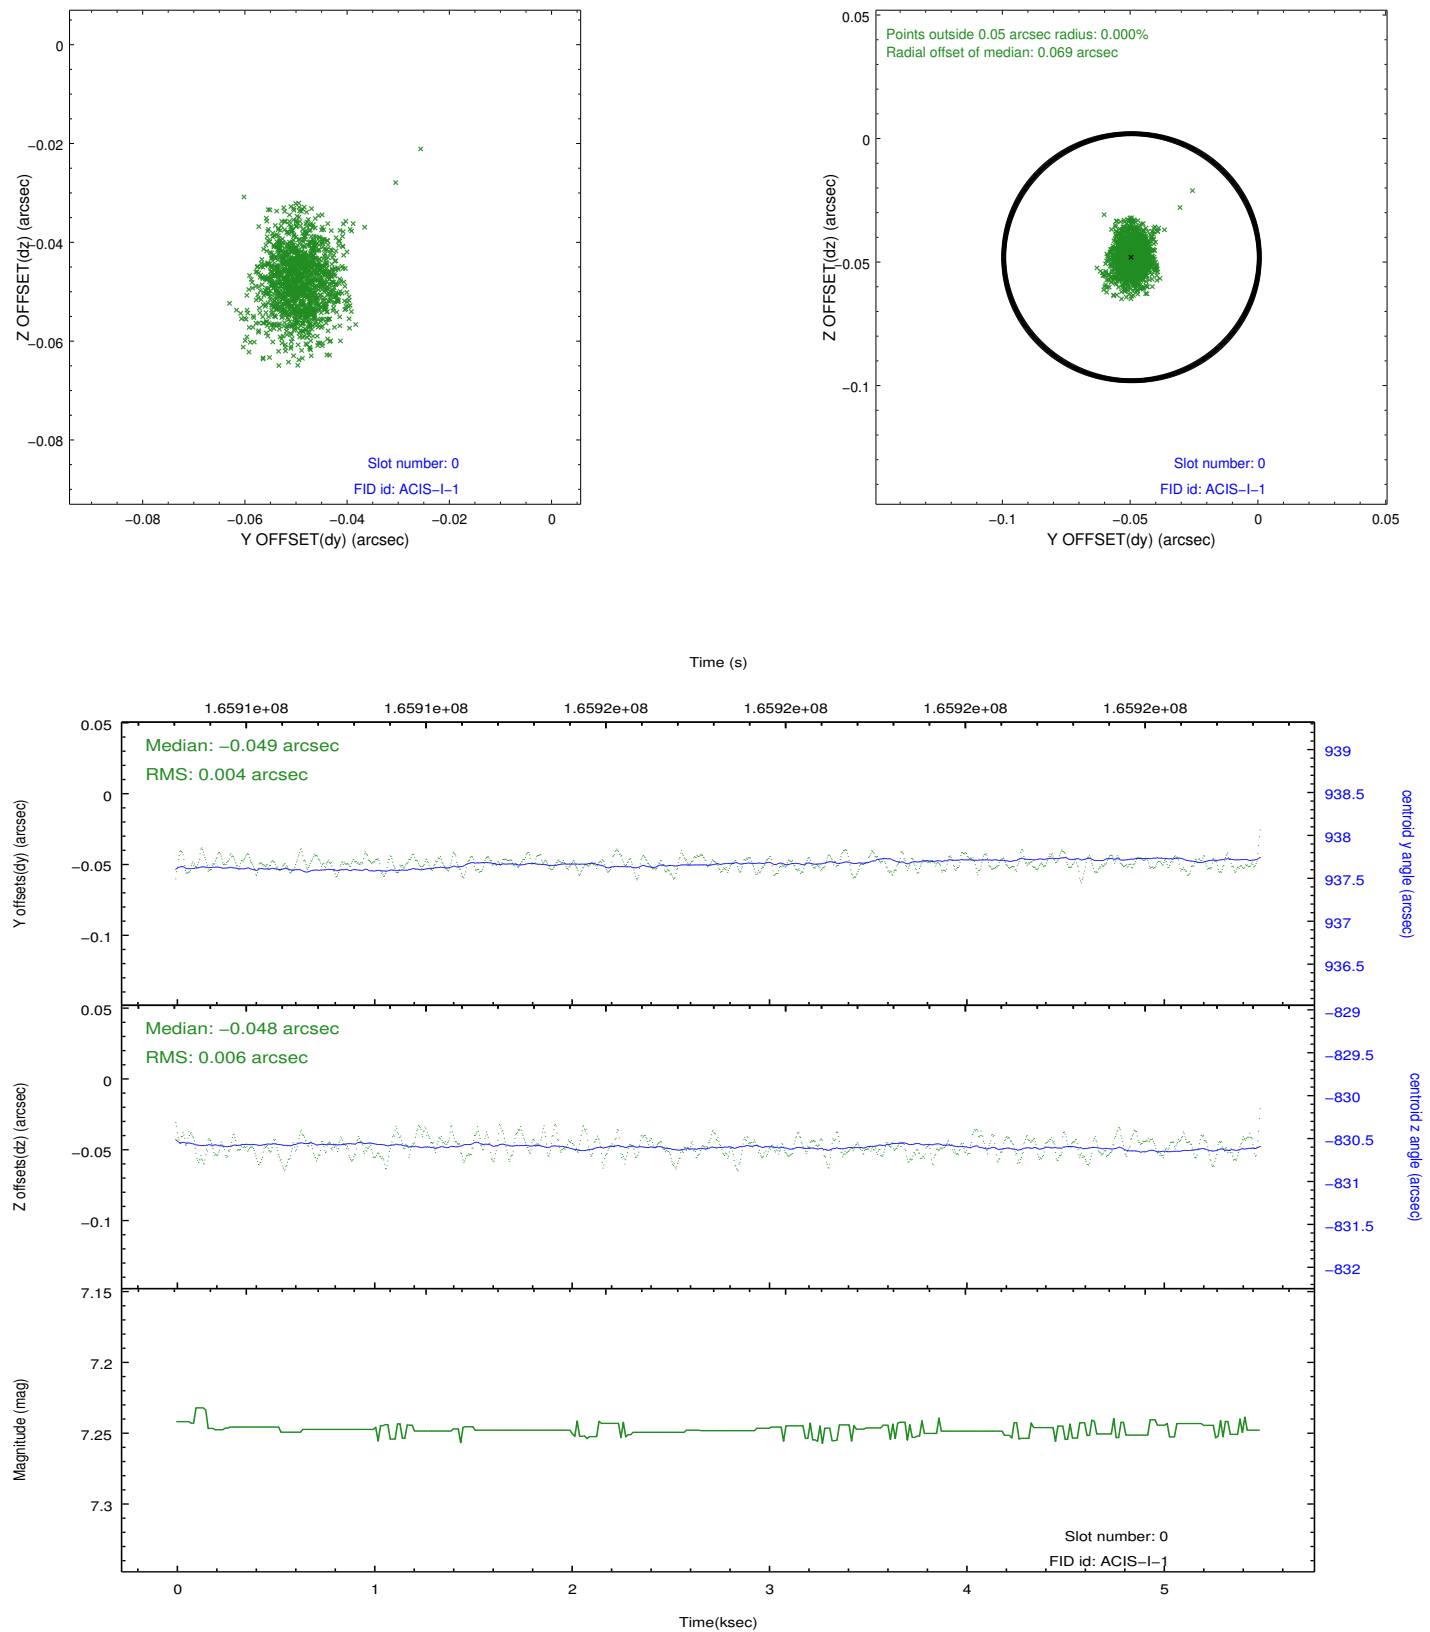 0
−0.02
−0.04
−0.06
−0.08
Z OFFSET(dz) (arcsec)
Slot number: 0
FID id: ACIS−I−1
−0.08
−0.06
−0.04
−0.02
0
Y OFFSET(dy) (arcsec)
0.05
0
−0.05
−0.1
Z OFFSET(dz) (arcsec)
Points outside 0.05 arcsec radius: 0.000%
Radial offset of median: 0.069 arcsec
Slot number: 0
FID id: ACIS−I−1
−0.1
−0.05
0
0.05
Y OFFSET(dy) (arcsec)
Time (s)
1.6591e+08
1.6591e+08
1.6592e+08
1.6592e+08
1.6592e+08
1.6592e+08
0.05
0
−0.05
−0.1
Y offsets(dy) (arcsec)
Median: −0.049 arcsec
RMS: 0.004 arcsec
939
938.5
938
937.5
937
936.5
centroid y angle (arcsec)
0.05
0
−0.05
−0.1
Z offsets(dz) (arcsec)
Median: −0.048 arcsec
RMS: 0.006 arcsec
−829
−829.5
−830
−830.5
−831
−831.5
−832
centroid z angle (arcsec)
7.15
7.2
7.25
7.3
Magnitude (mag)
Slot number: 0
FID id: ACIS−I−1
0
1
2
3
4
5
Time(ksec)